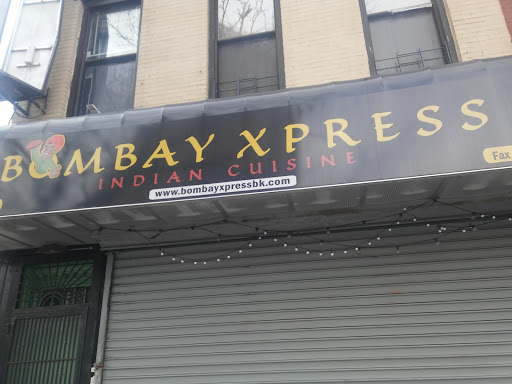 BOMBAY XPRESS
INDIAN CUISINE
www.bombayxpressbk.com
Fax